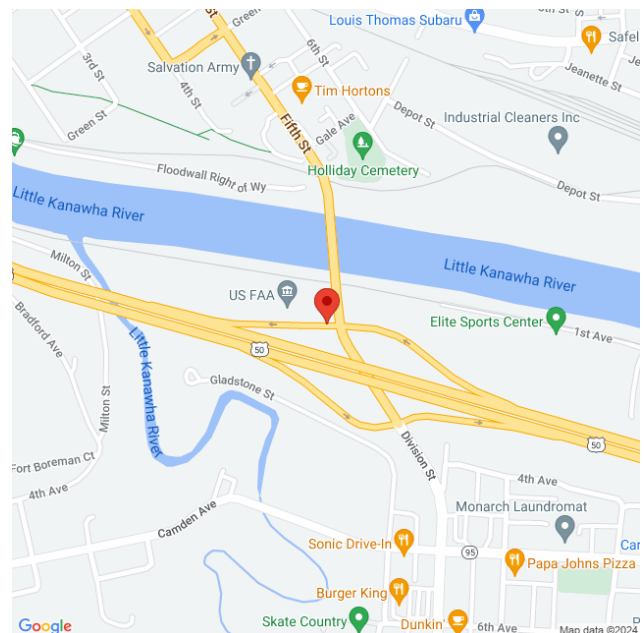 St
Green
Louis Thomas Subaru
Safel
6th St
3rd St
4th St
Salvation Army
Jeanette St
Tim Hortons
Green St
Fifth St
Gale Ave
Depot St
Industrial Cleaners Inc
Holliday Cemetery
Floodwall Right of Wy
Depot St
Little Kanawha River
Milton St
Little Kanawha River
US FAA
Elite Sports Center
1st Ave
Bradford Ave
Little Kanawha River
50
Gladstone St
Milton St
50
Division St
Fort Boreman Ct
4th Ave
4th Ave
Monarch Laundromat
Camden Ave
Sonic Drive-In
95
Car
Papa Johns Pizza
Burger King
Skate Country
Dunkin'
6th Ave
Google
Map data ©2024